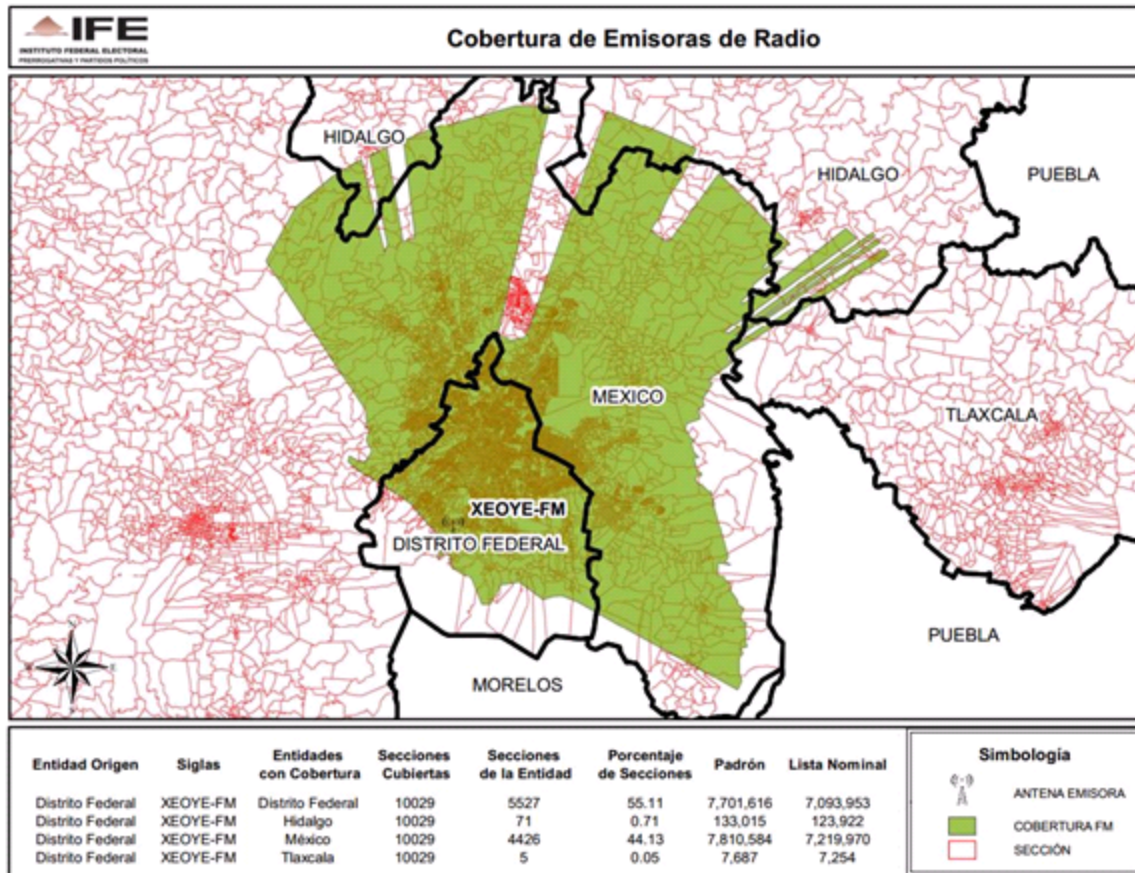 IFE
INSTITUTO FEDERAL ELECTORAL
PRERROGATIVAS Y PARTIDOS POLÍTICOS
Cobertura de Emisoras de Radio
HIDALGO
HIDALGO
PUEBLA
MEXICO
TLAXCALA
XEOYE-FM
DISTRITO FEDERAL
PUEBLA
MORELOS
Entidad Origen Siglas Entidades con Cobertura Secciones Cubiertas Secciones de la Entidad Porcentaje de Secciones Padrón Lista Nominal
Distrito Federal XEOYE-FM Distrito Federal 10029 5527 55.11 7,701,616 7,093,953
Distrito Federal XEOYE-FM Hidalgo 10029 71 0.71 133,015 123,922
Distrito Federal XEOYE-FM México 10029 4426 44.13 7,810,584 7,219,970
Distrito Federal XEOYE-FM Tlaxcala 10029 5 0.05 7,687 7,254
Simbología
ANTENA EMISORA
COBERTURA FM
SECCIÓN